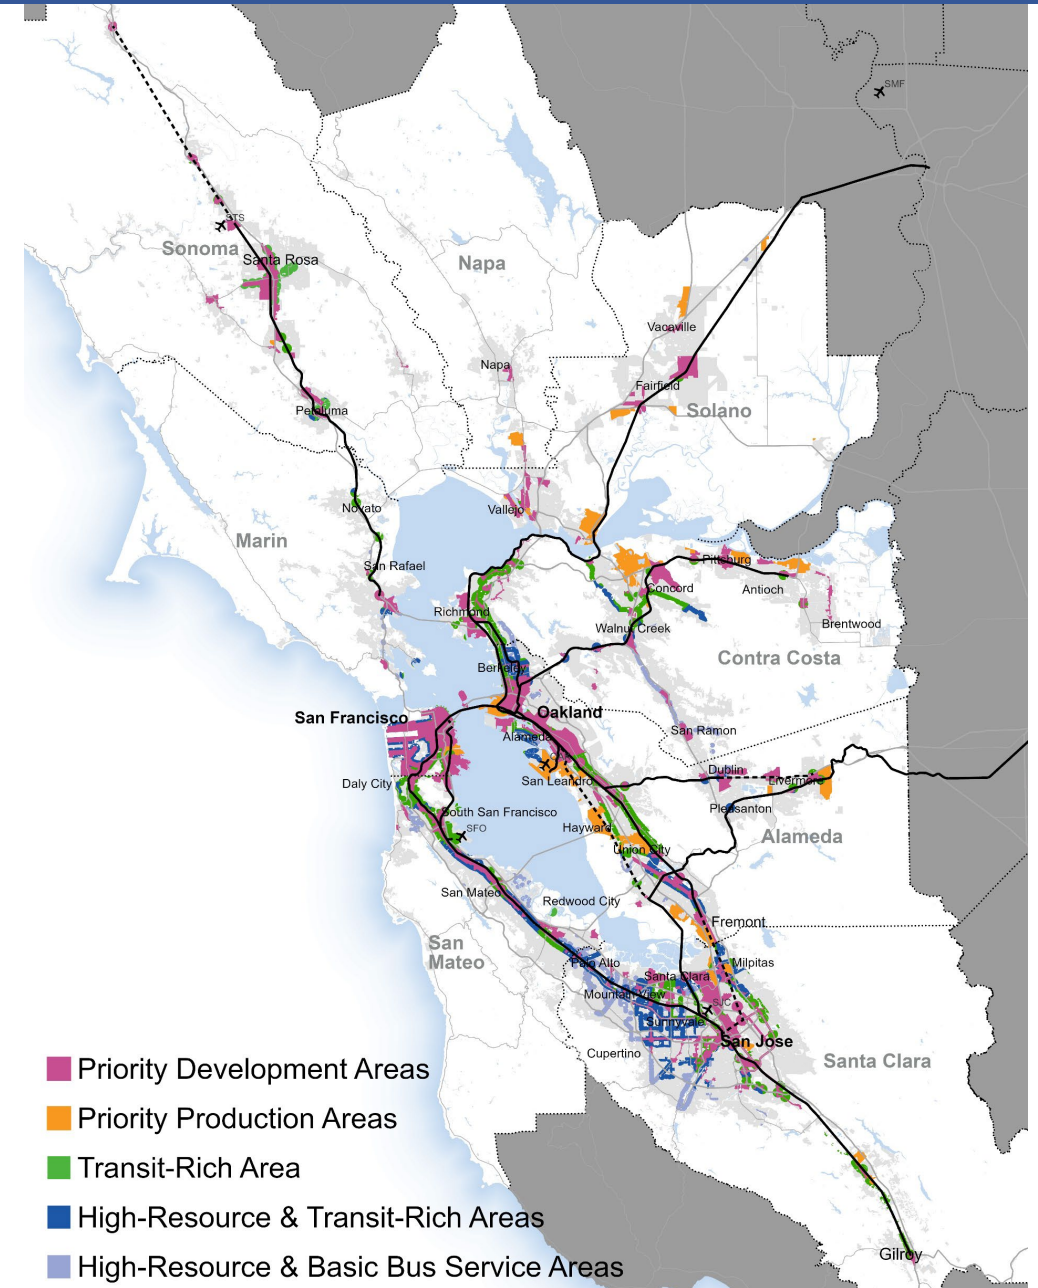 SMF
STS
Sonoma
Santa Rosa
Napa
Vacaville
Napa
Fairfield
Solano
Petaluma
Novato
Vallejo
Marin
San Rafael
Pittsburg
Concord
Antioch
Richmond
Walnut Creek
Brentwood
Berkeley
Contra Costa
San Francisco
Oakland
San Ramon
Alameda
Dublin
San Leandro
Livermore
Daly City
Pleasanton
South San Francisco
SFO
Hayward
Alameda
Union City
San Mateo
Redwood City
Fremont
San
Mateo
Palo Alto
Milpitas
Santa Clara
Mountain View
SJC
Sunnyvale
San Jose
Cupertino
Santa Clara
Priority Development Areas
Priority Production Areas
Transit-Rich Area
High-Resource & Transit-Rich Areas
Gilroy
High-Resource & Basic Bus Service Areas